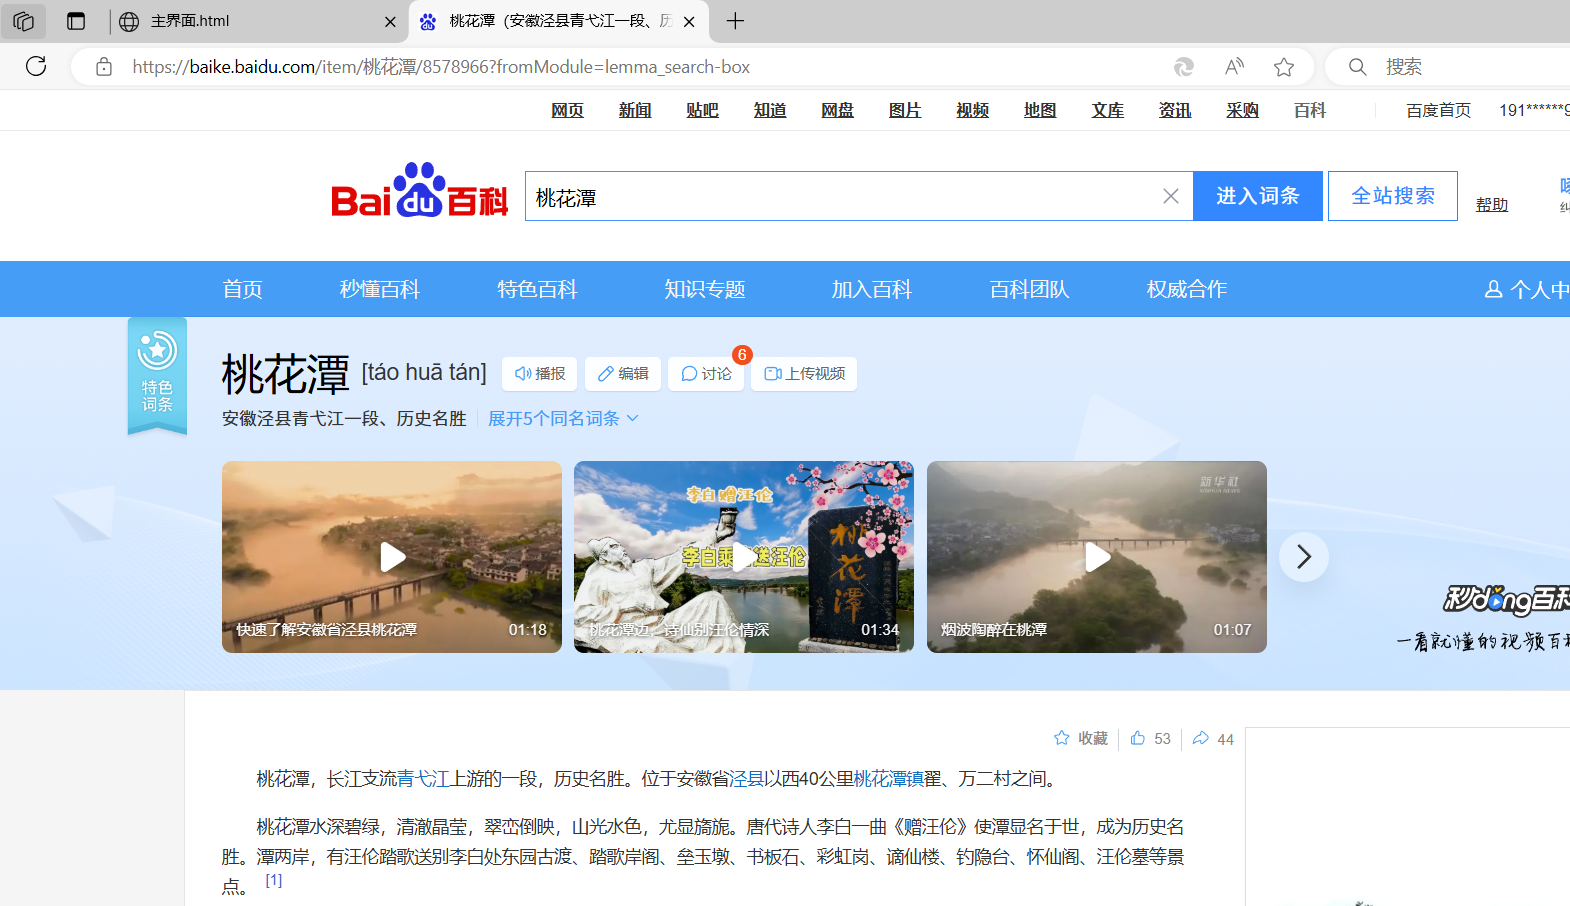 主界面.html
桃花潭（安徽泾县青弋江一段、历
https://baike.baidu.com/item/桃花潭/8578966?fromModule=lemma_search-box
搜索
网页 新闻 贴吧 知道 网盘 图片 视频 地图 文库 资讯 采购 百科 百度首页 191******9
Baidu百科
桃花潭
进入词条
全站搜索
帮助
首页 秒懂百科 特色百科 知识专题 加入百科 百科团队 权威合作 个人中
特色
词条
桃花潭 [táo huā tán] 播报 编辑 讨论 6 上传视频
安徽泾县青弋江一段、历史名胜 展开5个同名词条
李白赠汪伦
李白乘 送汪伦
桃花潭
新华社
XINHUA NEWS
快速了解安徽省泾县桃花潭 01:18
桃花潭边，诗仙别汪伦情深 01:34
烟波陶醉在桃潭 01:07
秒dǒng百科
一看就懂的视频百科
收藏 53 44
桃花潭，长江支流青弋江上游的一段，历史名胜。位于安徽省泾县以西40公里桃花潭镇翟、万二村之间。
桃花潭水深碧绿，清澈晶莹，翠峦倒映，山光水色，尤显旖旎。唐代诗人李白一曲《赠汪伦》使潭显名于世，成为历史名
胜。潭两岸，有汪伦踏歌送别李白处东园古渡、踏歌岸阁、垒玉墩、书板石、彩虹岗、谪仙楼、钓隐台、怀仙阁、汪伦墓等景
点。 [1]